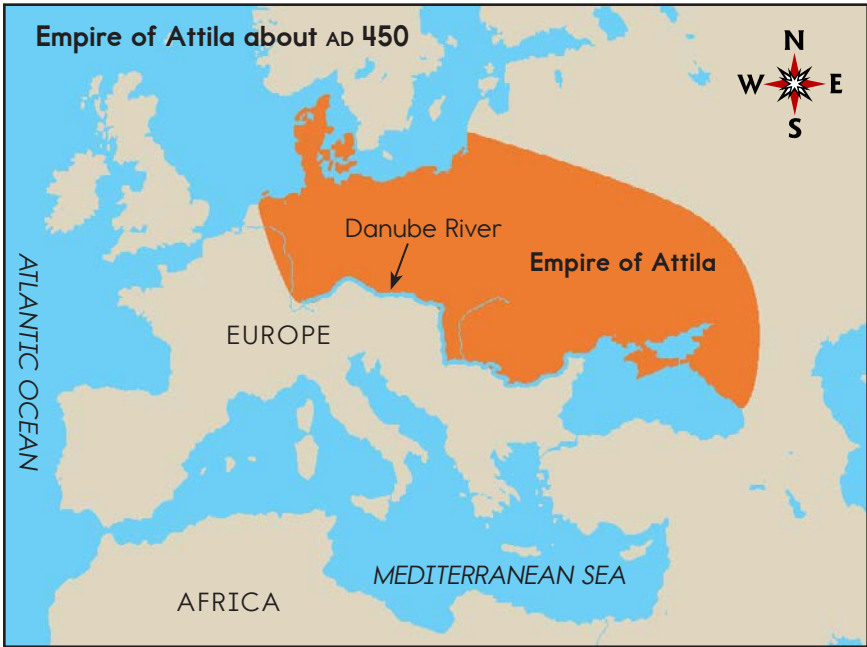 Empire of Attila about AD 450
N
W E
S
Danube River
Empire of Attila
ATLANTIC OCEAN
EUROPE
MEDITERRANEAN SEA
AFRICA